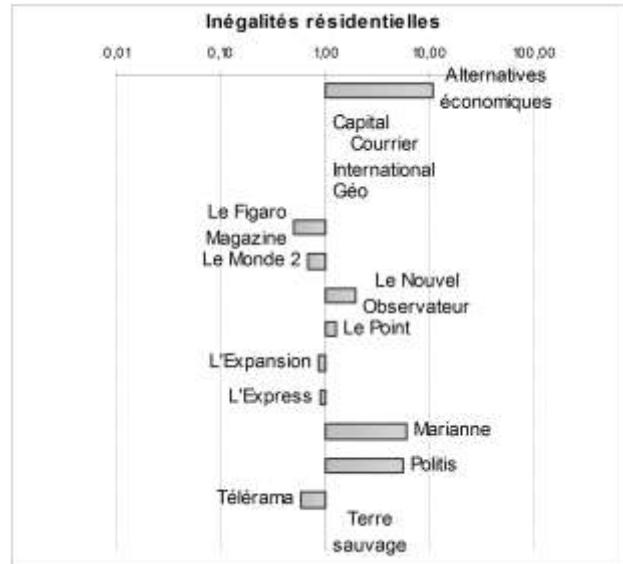 Inégalités résidentielles
0,01 0,10 1,00 10,00 100,00
Alternatives
économiques
Capital
Courrier
International
Géo
Le Figaro
Magazine
Le Monde 2
Le Nouvel
Observateur
Le Point
L'Expansion
L'Express
Marianne
Politis
Télérama
Terre
sauvage